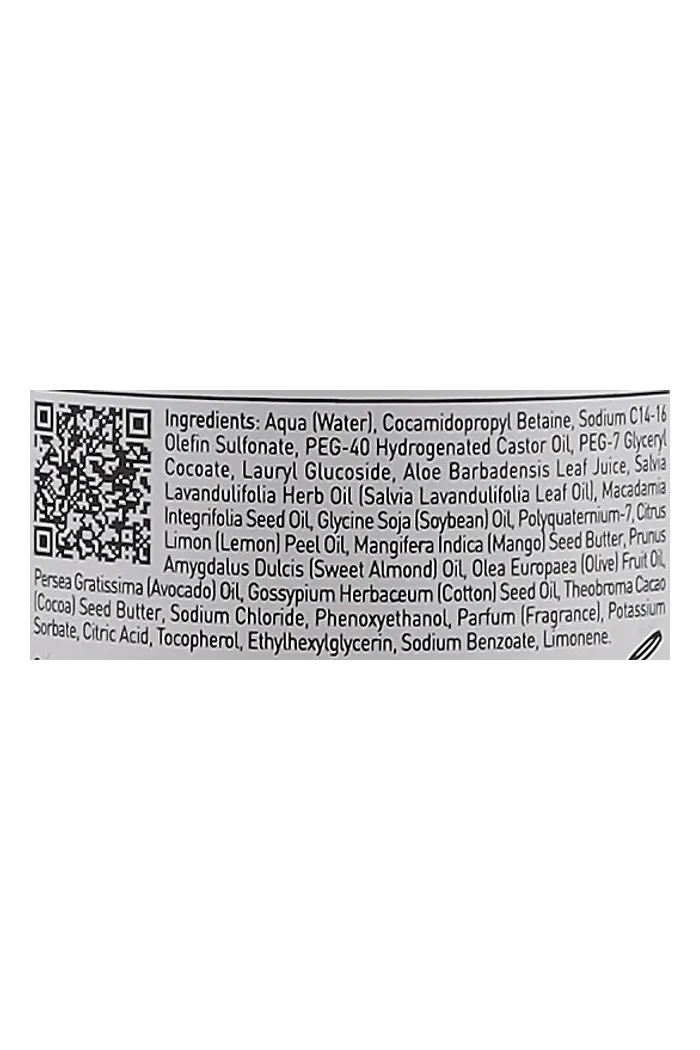 Ingredients: Aqua (Water), Cocamidopropyl Betaine, Sodium C14-16
Olefin Sulfonate, PEG-40 Hydrogenated Castor Oil, PEG-7 Glyceryl
Cocoate, Lauryl Glucoside, Aloe Barbadensis Leaf Juice, Salvia
Lavandulifolia Herb Oil (Salvia Lavandulifolia Leaf Oil), Macadamia
Integrifolia Seed Oil, Glycine Soja (Soybean) Oil, Polyquaternium-7, Citrus
Limon (Lemon) Peel Oil, Mangifera Indica (Mango) Seed Butter, Prunus
Amygdalus Dulcis (Sweet Almond) Oil, Olea Europaea (Olive) Fruit Oil,
Persea Gratissima (Avocado) Oil, Gossypium Herbaceum (Cotton) Seed Oil, Theobroma Cacao
(Cocoa) Seed Butter, Sodium Chloride, Phenoxyethanol, Parfum (Fragrance), Potassium
Sorbate, Citric Acid, Tocopherol, Ethylhexylglycerin, Sodium Benzoate, Limonene.